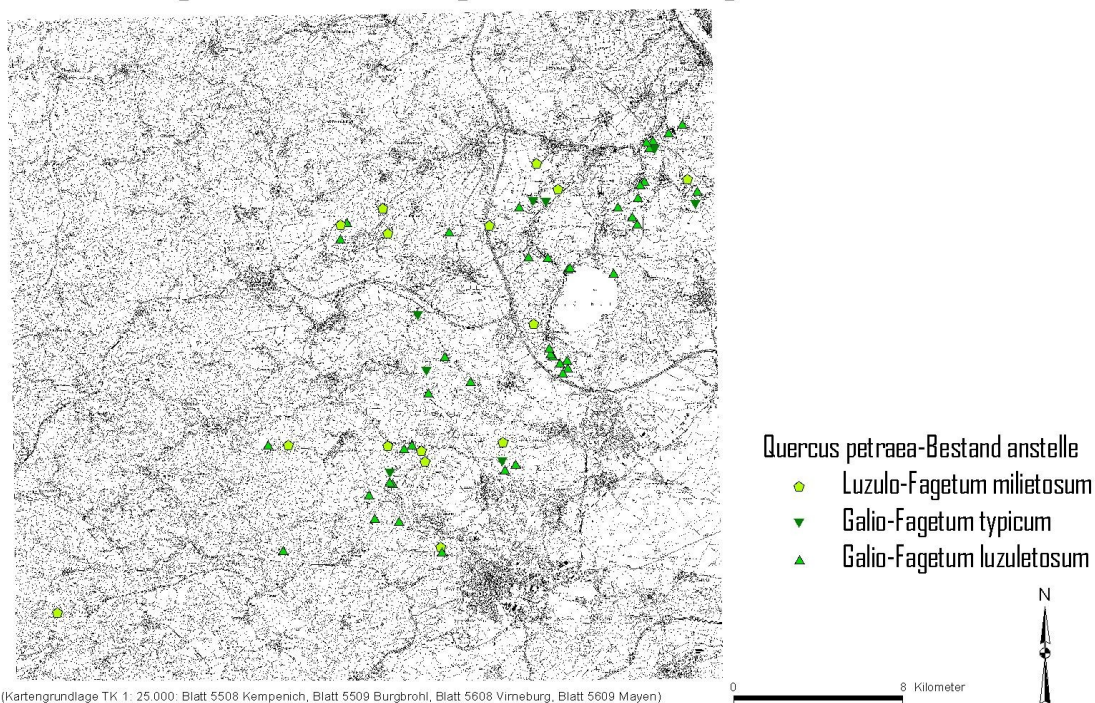 Quercus petraea-Bestand anstelle
Luzulo-Fagetum milietosum
Galio-Fagetum typicum
Galio-Fagetum luzuletosum
N
0 8 Kilometer
(Kartengrundlage TK 1: 25.000: Blatt 5508 Kempenich, Blatt 5509 Burgbrohl, Blatt 5608 Virneburg, Blatt 5609 Mayen)